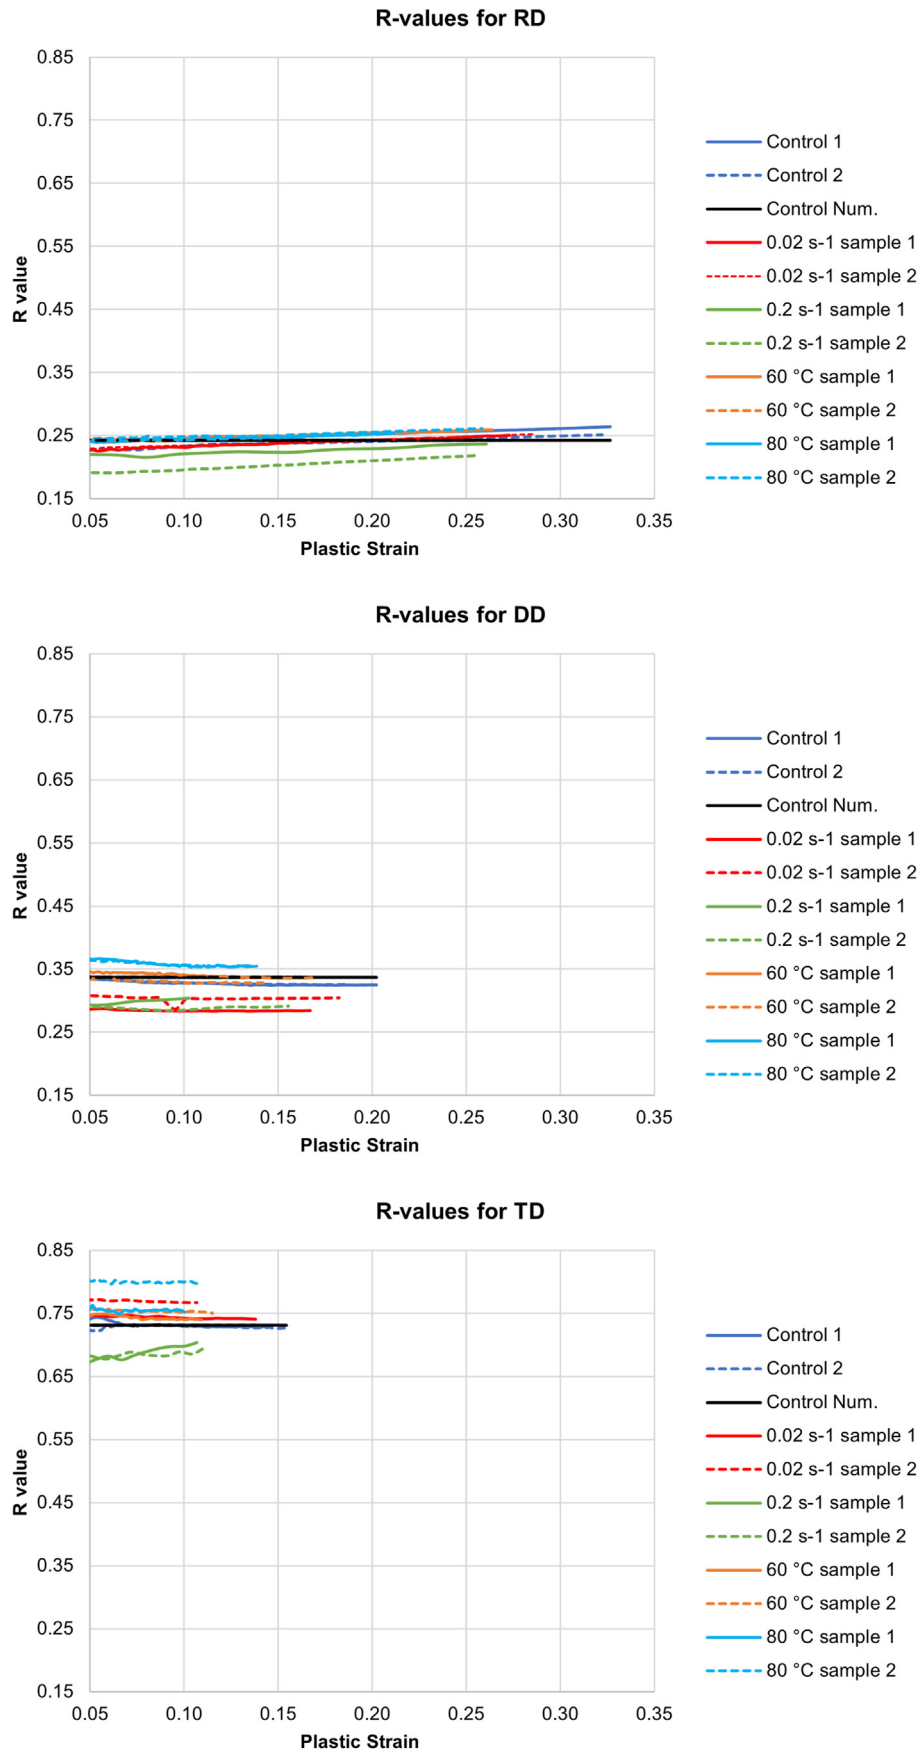 R-values for RD
0.85
0.75
0.65
0.55
0.45
0.35
0.25
0.15
R value
0.05 0.10 0.15 0.20 0.25 0.30 0.35
Plastic Strain
Control 1
Control 2
Control Num.
0.02 s-1 sample 1
0.02 s-1 sample 2
0.2 s-1 sample 1
0.2 s-1 sample 2
60 °C sample 1
60 °C sample 2
80 °C sample 1
80 °C sample 2
R-values for DD
0.85
0.75
0.65
0.55
0.45
0.35
0.25
0.15
R value
0.05 0.10 0.15 0.20 0.25 0.30 0.35
Plastic Strain
Control 1
Control 2
Control Num.
0.02 s-1 sample 1
0.02 s-1 sample 2
0.2 s-1 sample 1
0.2 s-1 sample 2
60 °C sample 1
60 °C sample 2
80 °C sample 1
80 °C sample 2
R-values for TD
0.85
0.75
0.65
0.55
0.45
0.35
0.25
0.15
R value
0.05 0.10 0.15 0.20 0.25 0.30 0.35
Plastic Strain
Control 1
Control 2
Control Num.
0.02 s-1 sample 1
0.02 s-1 sample 2
0.2 s-1 sample 1
0.2 s-1 sample 2
60 °C sample 1
60 °C sample 2
80 °C sample 1
80 °C sample 2